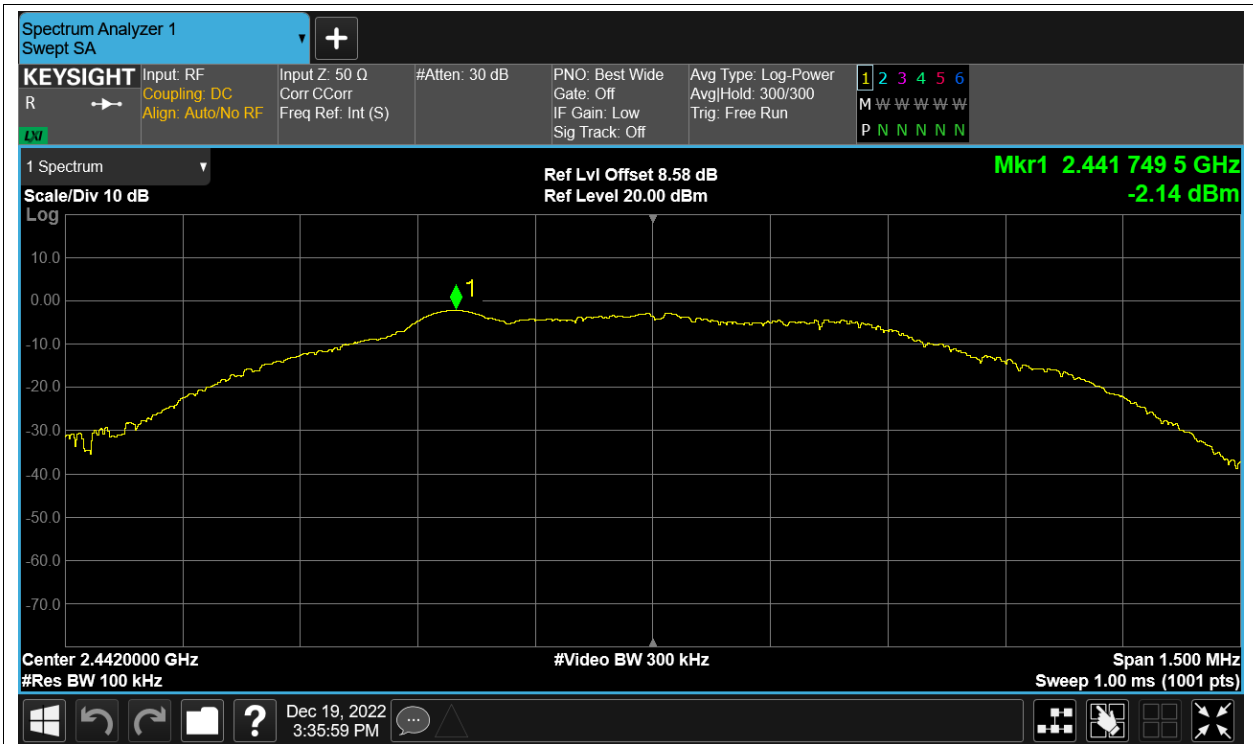 Spectrum Analyzer 1
Swept SA
KEYSIGHT
R
LXI
Input: RF
Coupling: DC
Align: Auto/No RF
Input Z: 50 Ω
Corr CCorr
Freq Ref: Int (S)
#Atten: 30 dB
PNO: Best Wide
Gate: Off
IF Gain: Low
Sig Track: Off
Avg Type: Log-Power
Avg|Hold: 300/300
Trig: Free Run
1 2 3 4 5 6
M W W W W W
P N N N N N N
1 Spectrum
Scale/Div 10 dB
Log
Ref Lvl Offset 8.58 dB
Ref Level 20.00 dBm
Mkr1 2.441 749 5 GHz
-2.14 dBm
1
10.0
0.00
-10.0
-20.0
-30.0
-40.0
-50.0
-60.0
-70.0
Center 2.4420000 GHz
#Res BW 100 kHz
#Video BW 300 kHz
Span 1.500 MHz
Sweep 1.00 ms (1001 pts)
?
Dec 19, 2022
3:35:59 PM